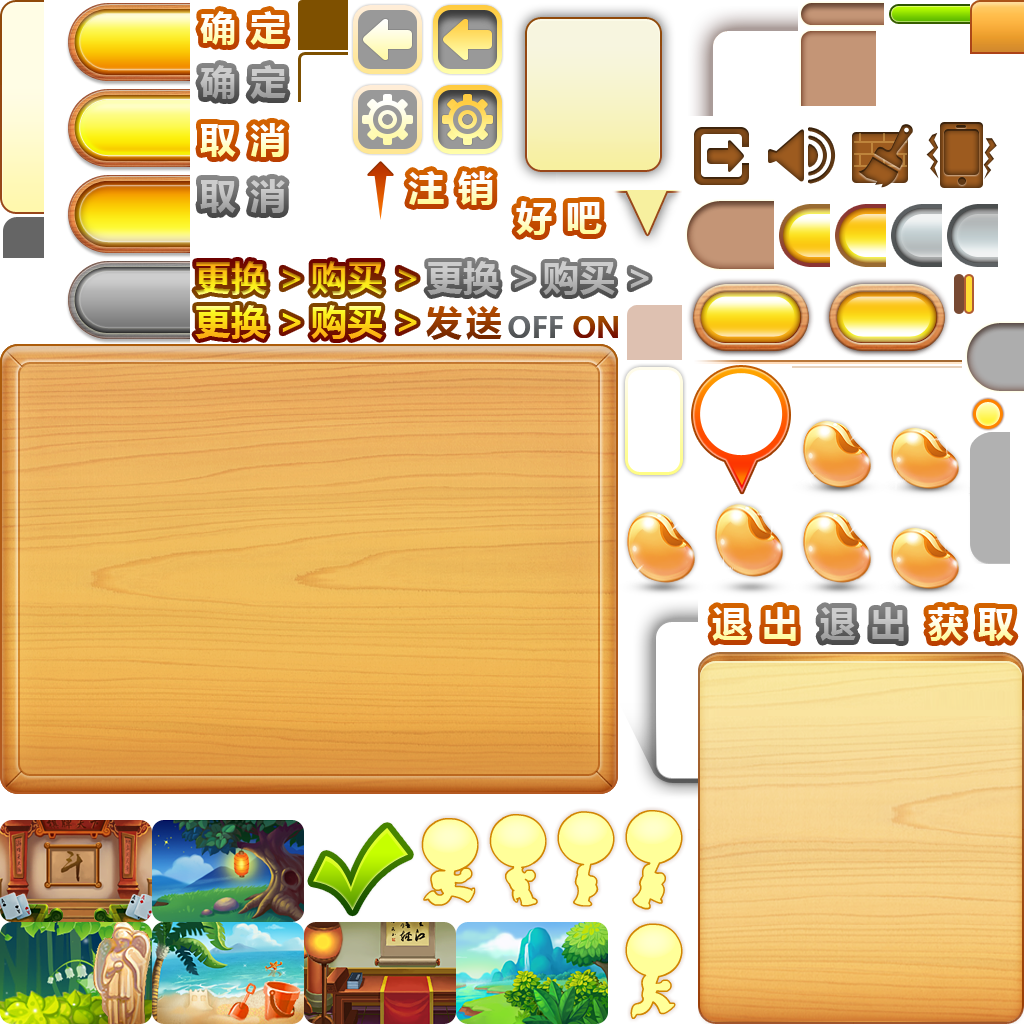 确定
确定
取消
取消
注销
好吧
更换 > 购买 > 更换 > 购买 >
更换 > 购买 > 发送 OFF ON
退出 退出 获取
斗